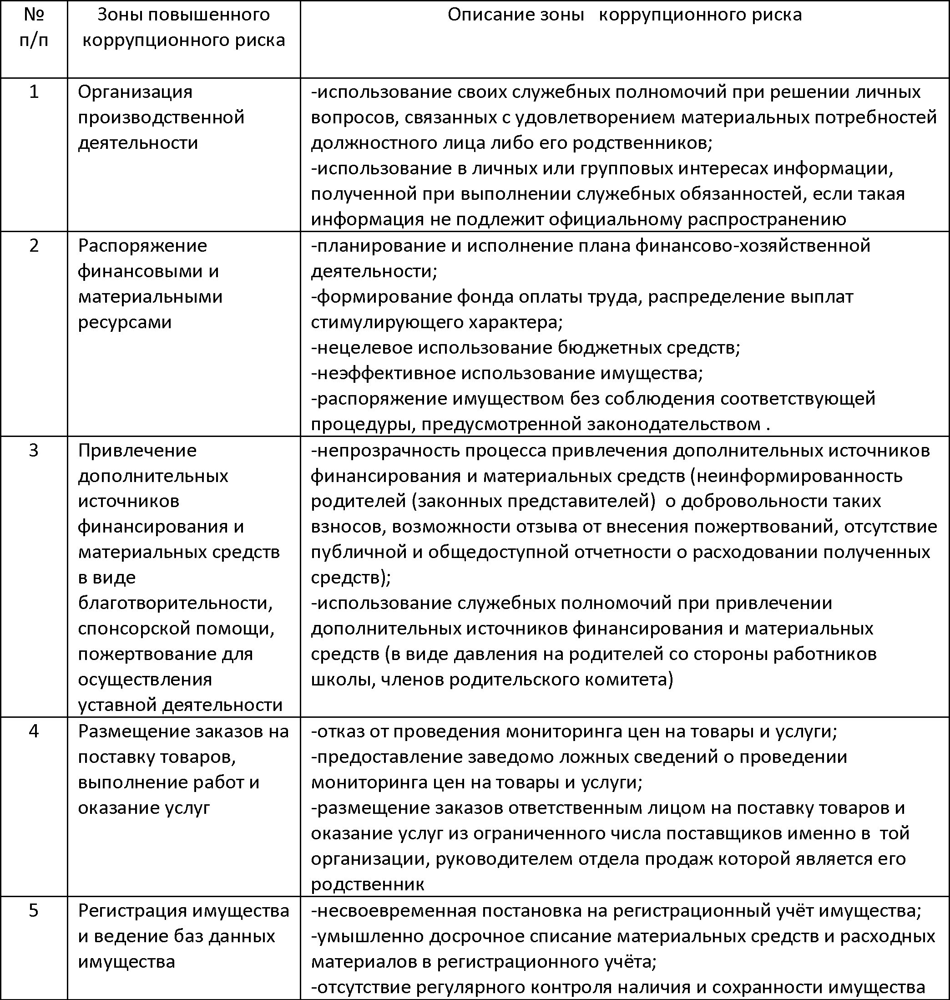 №
п/п
Зоны повышенного
коррупционного риска
Описание зоны   коррупционного риска
1
Организация
производственной
деятельности
-использование своих служебных полномочий при решении личных
вопросов, связанных с удовлетворением материальных потребностей
должностного лица либо его родственников;
-использование в личных или групповых интересах информации,
полученной при выполнении служебных обязанностей, если такая
информация не подлежит официальному распространению
2
Распоряжение
финансовыми и
материальными
ресурсами
-планирование и исполнение плана финансово-хозяйственной
деятельности;
-формирование фонда оплаты труда, распределение выплат
стимулирующего характера;
-нецелевое использование бюджетных средств;
-неэффективное использование имущества;
-распоряжение имуществом без соблюдения соответствующей
процедуры, предусмотренной законодательством .
3
Привлечение
дополнительных
источников
финансирования и
материальных средств
в виде
благотворительности,
спонсорской помощи,
пожертвование для
осуществления
уставной деятельности
-непрозрачность процесса привлечения дополнительных источников
финансирования и материальных средств (неинформированность
родителей (законных представителей)  о добровольности таких
взносов, возможности отзыва от внесения пожертвований, отсутствие
публичной и общедоступной отчетности о расходовании полученных
средств);
-использование служебных полномочий при привлечении
дополнительных источников финансирования и материальных
средств (в виде давления на родителей со стороны работников
школы, членов родительского комитета)
4
Размещение заказов на
поставку товаров,
выполнение работ и
оказание услуг
-отказ от проведения мониторинга цен на товары и услуги;
-предоставление заведомо ложных сведений о проведении
мониторинга цен на товары и услуги;
-размещение заказов ответственным лицом на поставку товаров и
оказание услуг из ограниченного числа поставщиков именно в  той
организации, руководителем отдела продаж которой является его
родственник
5
Регистрация имущества
и ведение баз данных
имущества
-несвоевременная постановка на регистрационный учёт имущества;
-умышленно досрочное списание материальных средств и расходных
материалов в регистрационного учёта;
-отсутствие регулярного контроля наличия и сохранности имущества